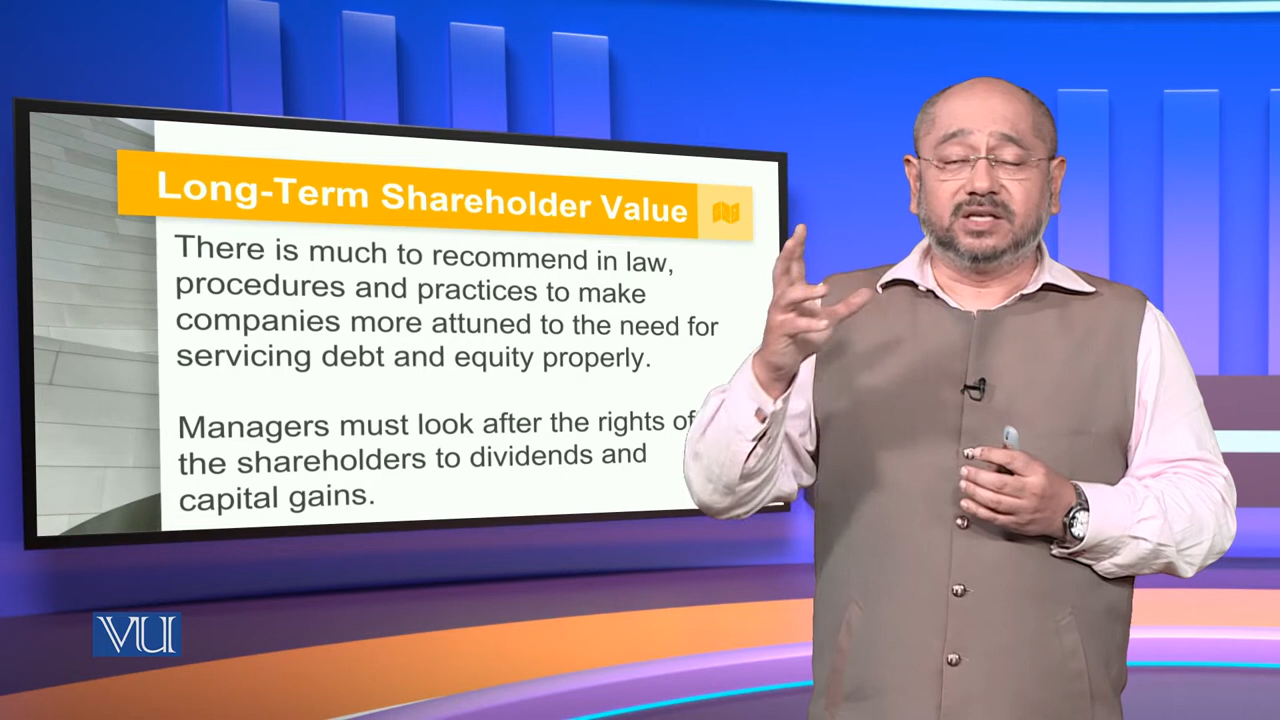 Long-Term Shareholder Value
There is much to recommend in law,
procedures and practices to make
companies more attuned to the need for
servicing debt and equity properly.
Managers must look after the rights of
the shareholders to dividends and
capital gains.
VU